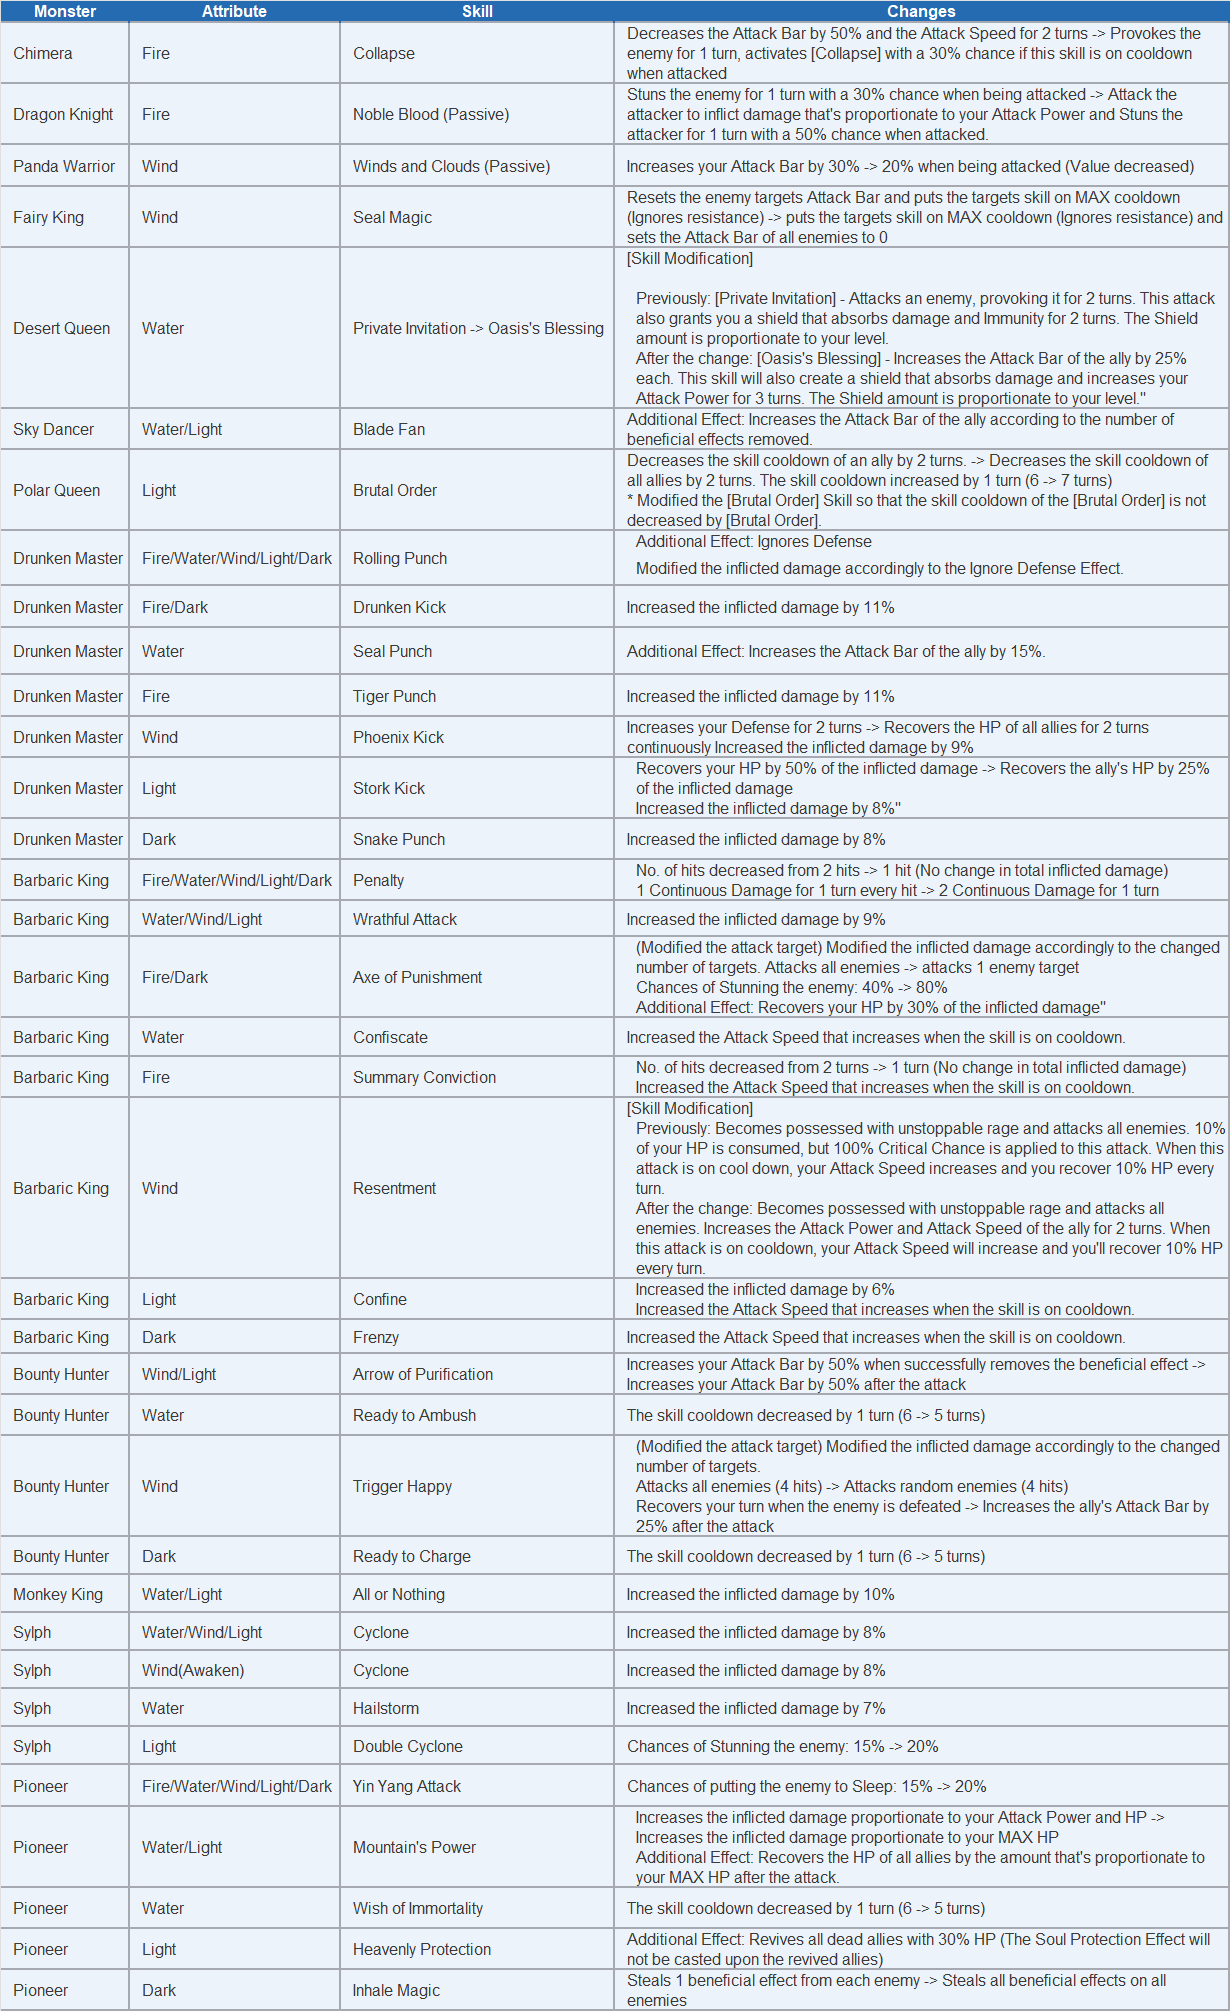 Monster Attribute Skill Changes
Chimera Fire Collapse Decreases the Attack Bar by 50% and the Attack Speed for 2 turns -> Provokes the
enemy for 1 turn, activates [Collapse] with a 30% chance if this skill is on cooldown
when attacked
Dragon Knight Fire Noble Blood (Passive) Stuns the enemy for 1 turn with a 30% chance when being attacked -> Attack the
attacker to inflict damage that's proportionate to your Attack Power and Stuns the
attacker for 1 turn with a 50% chance when attacked.
Panda Warrior Wind Winds and Clouds (Passive) Increases your Attack Bar by 30% -> 20% when being attacked (Value decreased)
Fairy King Wind Seal Magic Resets the enemy targets Attack Bar and puts the targets skill on MAX cooldown
(Ignores resistance) -> puts the targets skill on MAX cooldown (Ignores resistance) and
sets the Attack Bar of all enemies to 0
Desert Queen Water Private Invitation -> Oasis's Blessing [Skill Modification]
Previously: [Private Invitation] - Attacks an enemy, provoking it for 2 turns. This attack
also grants you a shield that absorbs damage and Immunity for 2 turns. The Shield
amount is proportionate to your level.
After the change: [Oasis's Blessing] - Increases the Attack Bar of the ally by 25%
each. This skill will also create a shield that absorbs damage and increases your
Attack Power for 3 turns. The Shield amount is proportionate to your level."
Sky Dancer Water/Light Blade Fan Additional Effect: Increases the Attack Bar of the ally according to the number of
beneficial effects removed.
Polar Queen Light Brutal Order Decreases the skill cooldown of an ally by 2 turns. -> Decreases the skill cooldown of
all allies by 2 turns. The skill cooldown increased by 1 turn (6 -> 7 turns)
* Modified the [Brutal Order] Skill so that the skill cooldown of the [Brutal Order] is not
decreased by [Brutal Order].
Drunken Master Fire/Water/Wind/Light/Dark Rolling Punch Additional Effect: Ignores Defense
Modified the inflicted damage accordingly to the Ignore Defense Effect.
Drunken Master Fire/Dark Drunken Kick Increased the inflicted damage by 11%
Drunken Master Water Seal Punch Additional Effect: Increases the Attack Bar of the ally by 15%.
Drunken Master Fire Tiger Punch Increased the inflicted damage by 11%
Drunken Master Wind Phoenix Kick Increases your Defense for 2 turns -> Recovers the HP of all allies for 2 turns
continuously Increased the inflicted damage by 9%
Drunken Master Light Stork Kick Recovers your HP by 50% of the inflicted damage -> Recovers the ally's HP by 25%
of the inflicted damage
Increased the inflicted damage by 8%"
Drunken Master Dark Snake Punch Increased the inflicted damage by 8%
Barbaric King Fire/Water/Wind/Light/Dark Penalty No. of hits decreased from 2 hits -> 1 hit (No change in total inflicted damage)
1 Continuous Damage for 1 turn every hit -> 2 Continuous Damage for 1 turn
Barbaric King Water/Wind/Light Wrathful Attack Increased the inflicted damage by 9%
Barbaric King Fire/Dark Axe of Punishment (Modified the attack target) Modified the inflicted damage accordingly to the changed
number of targets. Attacks all enemies -> attacks 1 enemy target
Chances of Stunning the enemy: 40% -> 80%
Additional Effect: Recovers your HP by 30% of the inflicted damage"
Barbaric King Water Confiscate Increased the Attack Speed that increases when the skill is on cooldown.
Barbaric King Fire Summary Conviction No. of hits decreased from 2 turns -> 1 turn (No change in total inflicted damage)
Increased the Attack Speed that increases when the skill is on cooldown.
Barbaric King Wind Resentment [Skill Modification]
Previously: Becomes possessed with unstoppable rage and attacks all enemies. 10%
of your HP is consumed, but 100% Critical Chance is applied to this attack. When this
attack is on cool down, your Attack Speed increases and you recover 10% HP every
turn.
After the change: Becomes possessed with unstoppable rage and attacks all
enemies. Increases the Attack Power and Attack Speed of the ally for 2 turns. When
this attack is on cooldown, your Attack Speed will increase and you'll recover 10% HP
every turn.
Barbaric King Light Confine Increased the inflicted damage by 6%
Increased the Attack Speed that increases when the skill is on cooldown.
Barbaric King Dark Frenzy Increased the Attack Speed that increases when the skill is on cooldown.
Bounty Hunter Wind/Light Arrow of Purification Increases your Attack Bar by 50% when successfully removes the beneficial effect ->
Increases your Attack Bar by 50% after the attack
Bounty Hunter Water Ready to Ambush The skill cooldown decreased by 1 turn (6 -> 5 turns)
Bounty Hunter Wind Trigger Happy (Modified the attack target) Modified the inflicted damage accordingly to the changed
number of targets.
Attacks all enemies (4 hits) -> Attacks random enemies (4 hits)
Recovers your turn when the enemy is defeated -> Increases the ally's Attack Bar by
25% after the attack
Bounty Hunter Dark Ready to Charge The skill cooldown decreased by 1 turn (6 -> 5 turns)
Monkey King Water/Light All or Nothing Increased the inflicted damage by 10%
Sylph Water/Wind/Light Cyclone Increased the inflicted damage by 8%
Sylph Wind(Awaken) Cyclone Increased the inflicted damage by 8%
Sylph Water Hailstorm Increased the inflicted damage by 7%
Sylph Light Double Cyclone Chances of Stunning the enemy: 15% -> 20%
Pioneer Fire/Water/Wind/Light/Dark Yin Yang Attack Chances of putting the enemy to Sleep: 15% -> 20%
Pioneer Water/Light Mountain's Power Increases the inflicted damage proportionate to your Attack Power and HP ->
Increases the inflicted damage proportionate to your MAX HP
Additional Effect: Recovers the HP of all allies by the amount that's proportionate to
your MAX HP after the attack.
Pioneer Water Wish of Immortality The skill cooldown decreased by 1 turn (6 -> 5 turns)
Pioneer Light Heavenly Protection Additional Effect: Revives all dead allies with 30% HP (The Soul Protection Effect will
not be casted upon the revived allies)
Pioneer Dark Inhale Magic Steals 1 beneficial effect from each enemy -> Steals all beneficial effects on all
enemies